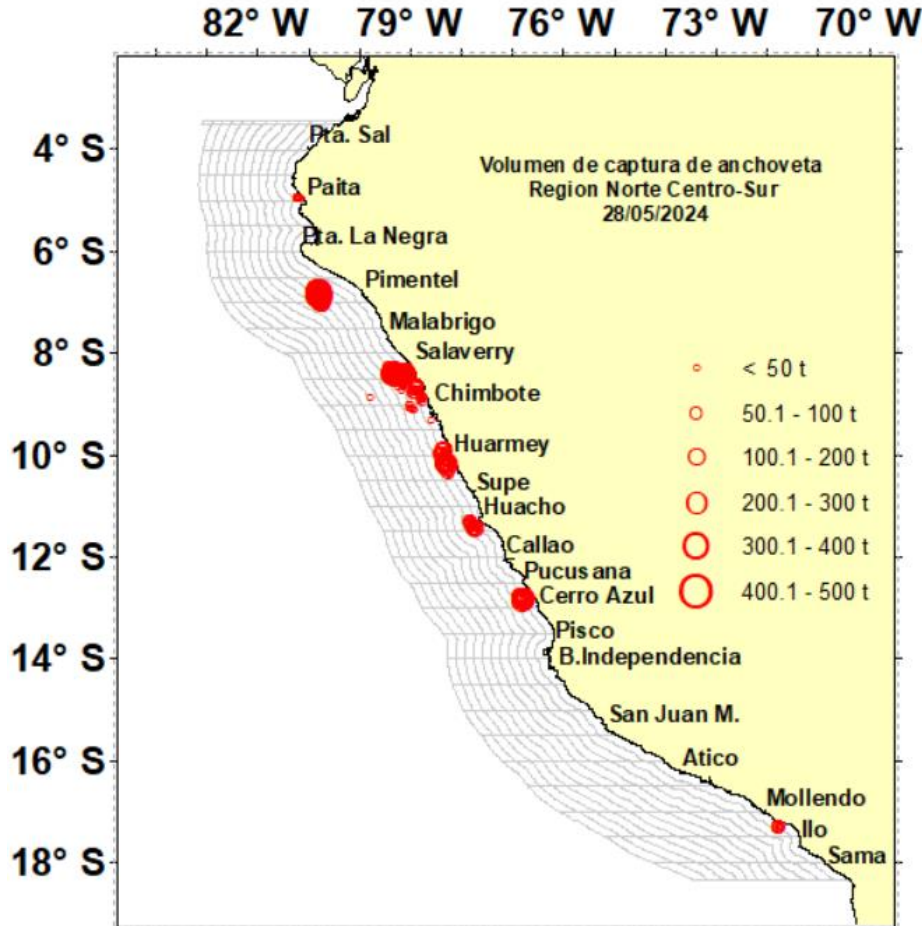 82° W 79° W 76° W 73° W 70° W
4° S
6° S
8° S
10° S
12° S
14° S
16° S
18° S
Volumen de captura de anchoveta
Region Norte Centro-Sur
28/05/2024
Pta. Sal
Paita
Pta. La Negra
Pimentel
Malabrigo
Salaverry
Chimbote
Huarmey
Supe
Huacho
Callao
Pucusana
Cerro Azul
Pisco
B.Independencia
San Juan M.
Atico
Mollendo
Ilo
Sama
< 50 t
50.1 - 100 t
100.1 - 200 t
200.1 - 300 t
300.1 - 400 t
400.1 - 500 t